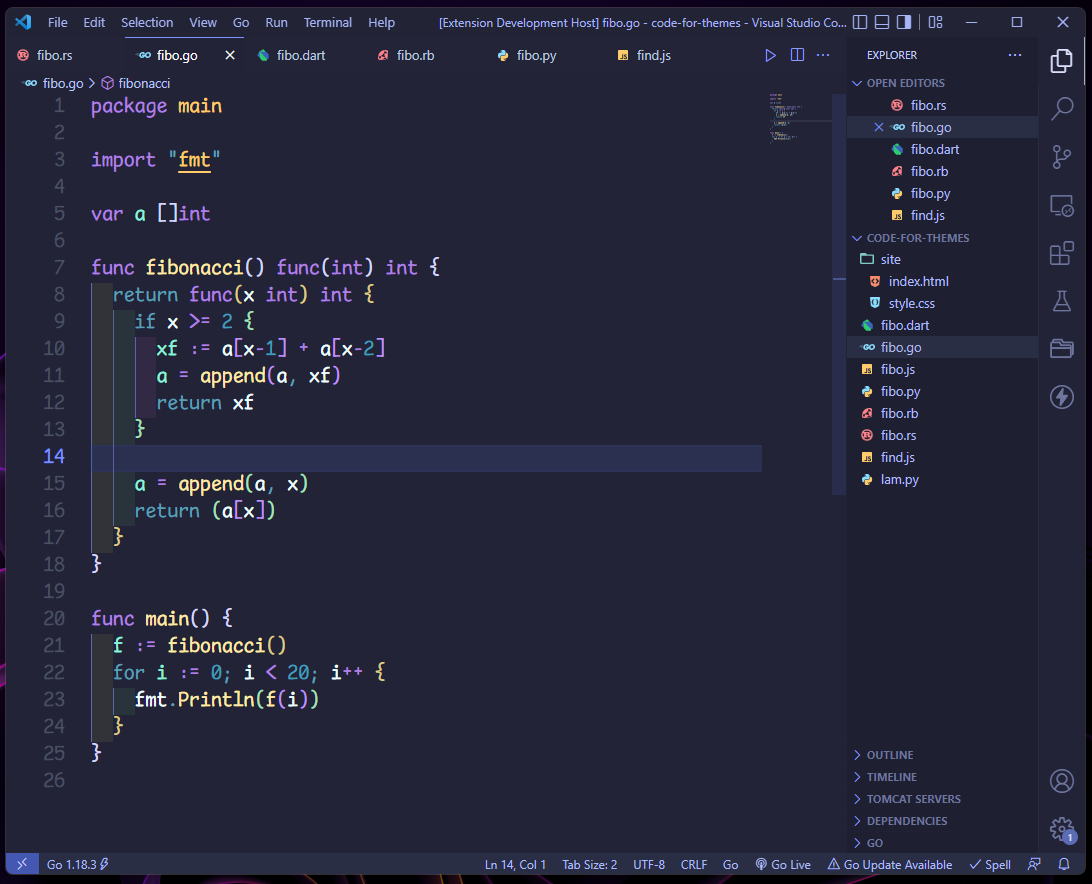 File Edit Selection View Go Run Terminal Help [Extension Development Host] fibo.go - code-for-themes - Visual Studio Co...
fibo.rs fibo.go fibo.dart fibo.rb fibo.py find.js
fibo.go > fibonacci
1 package main
2
3 import "fmt"
4
5 var a []int
6
7 func fibonacci() func(int) int {
8 return func(x int) int {
9 if x >= 2 {
10 xf := a[x-1] + a[x-2]
11 a = append(a, xf)
12 return xf
13 }
14
15 a = append(a, x)
16 return (a[x])
17 }
18 }
19
20 func main() {
21 f := fibonacci()
22 for i := 0; i < 20; i++ {
23 fmt.Println(f(i))
24 }
25 }
26
EXPLORER
OPEN EDITORS
fibo.rs
fibo.go
fibo.dart
fibo.rb
fibo.py
find.js
CODE-FOR-THEMES
site
index.html
style.css
fibo.dart
fibo.go
fibo.js
fibo.py
fibo.rb
fibo.rs
find.js
lam.py
OUTLINE
TIMELINE
TOMCAT SERVERS
DEPENDENCIES
GO
1
Go 1.18.3 Ln 14, Col 1 Tab Size: 2 UTF-8 CRLF Go Go Live Go Update Available Spell